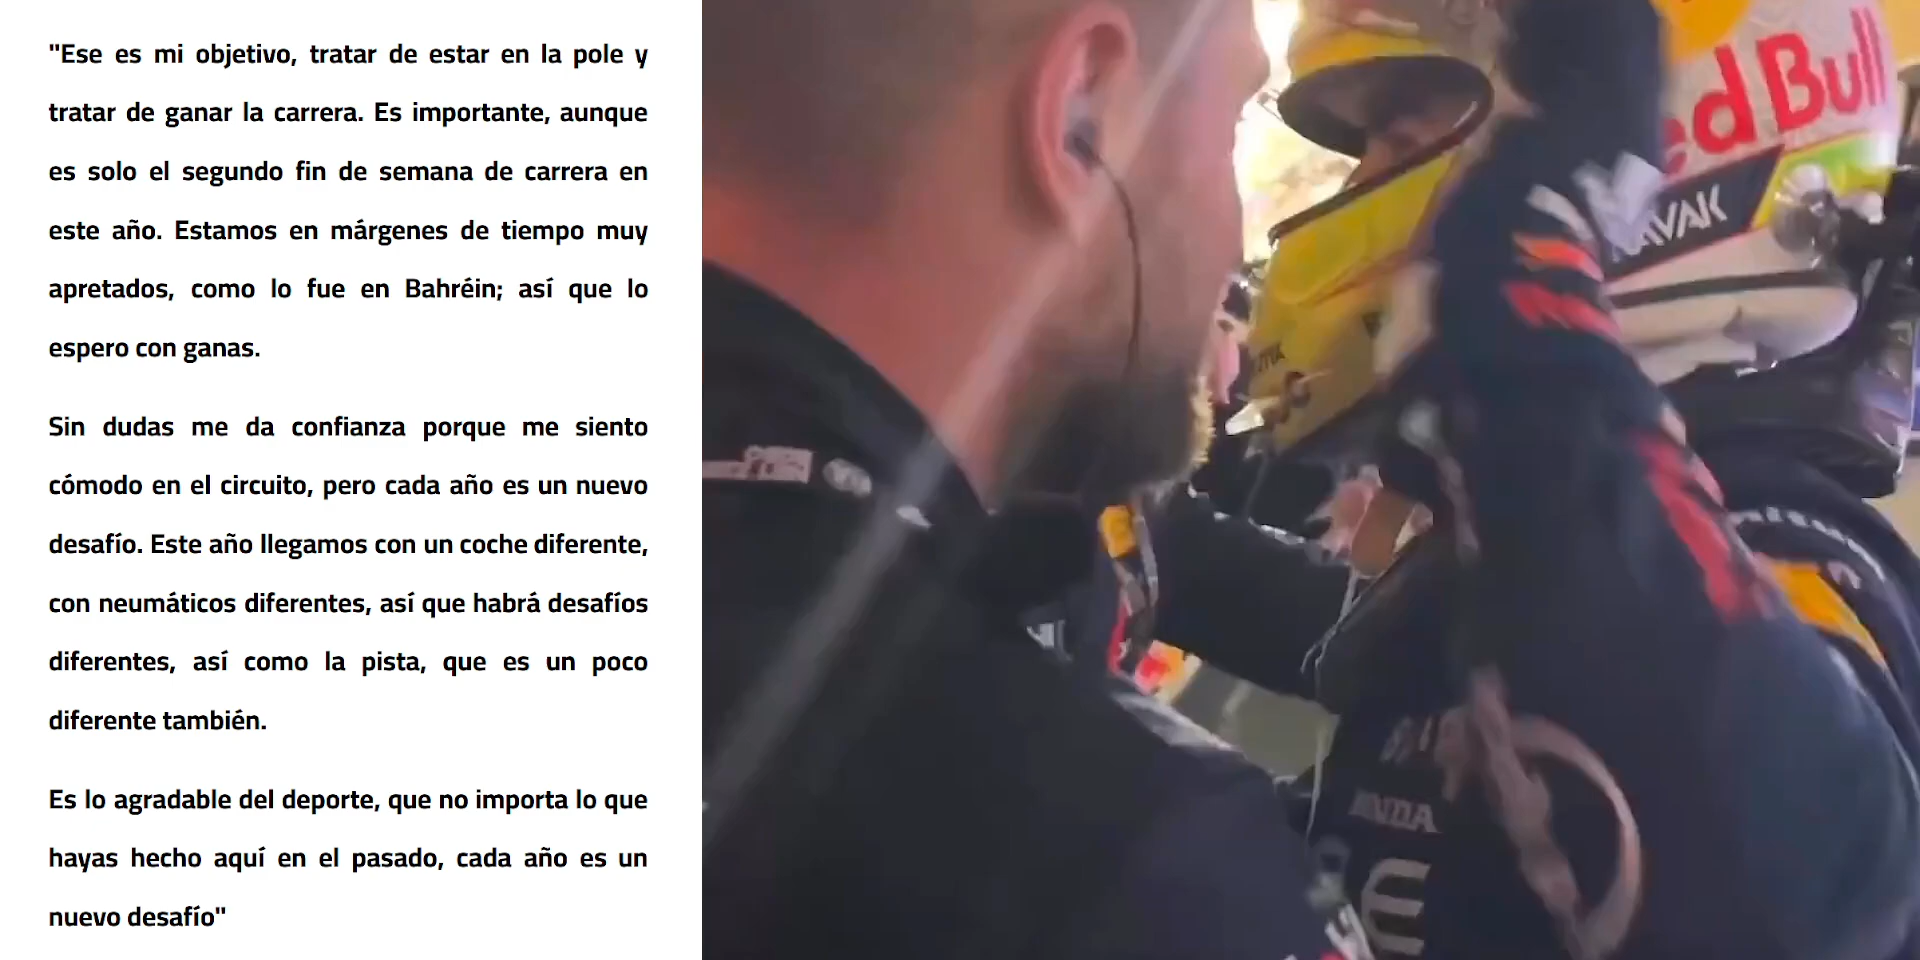 "Ese es mi objetivo, tratar de estar en la pole y
tratar de ganar la carrera. Es importante, aunque
es solo el segundo fin de semana de carrera en
este año. Estamos en márgenes de tiempo muy
apretados, como lo fue en Bahréin; así que lo
espero con ganas.
Sin dudas me da confianza porque me siento
cómodo en el circuito, pero cada año es un nuevo
desafío. Este año llegamos con un coche diferente,
con neumáticos diferentes, así que habrá desafíos
diferentes, así como la pista, que es un poco
diferente también.
Es lo agradable del deporte, que no importa lo que
hayas hecho aquí en el pasado, cada año es un
nuevo desafío"
Bull